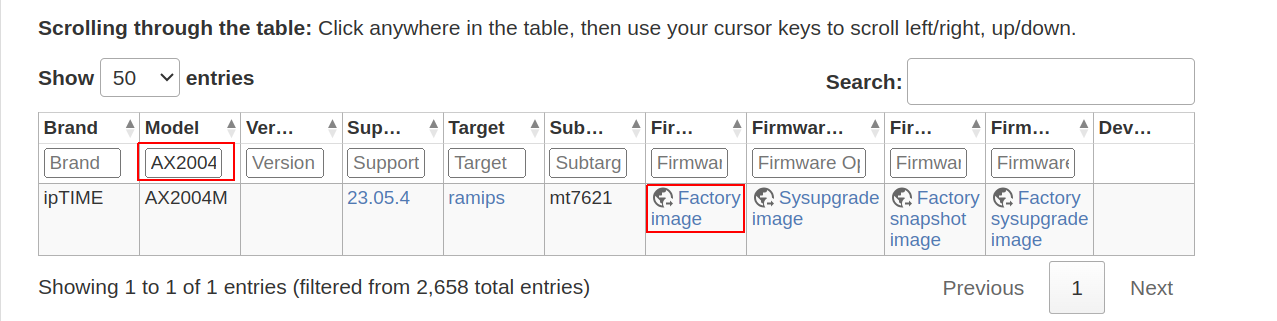 Scrolling through the table: Click anywhere in the table, then use your cursor keys to scroll left/right, up/down.
Show 50 entries
Search:
Brand Model Ver... Sup... Target Sub... Fir... Firmwar... Fir... Firm... Dev...
Brand AX2004 Version Support Target Subtarg Firmwar Firmware Op Firmwar Firmware
ipTIME AX2004M 23.05.4 ramips mt7621 Factory Sysupgrade Factory Factory
image image snapshot sysupgrade
image image
Showing 1 to 1 of 1 entries (filtered from 2,658 total entries)
Previous 1 Next